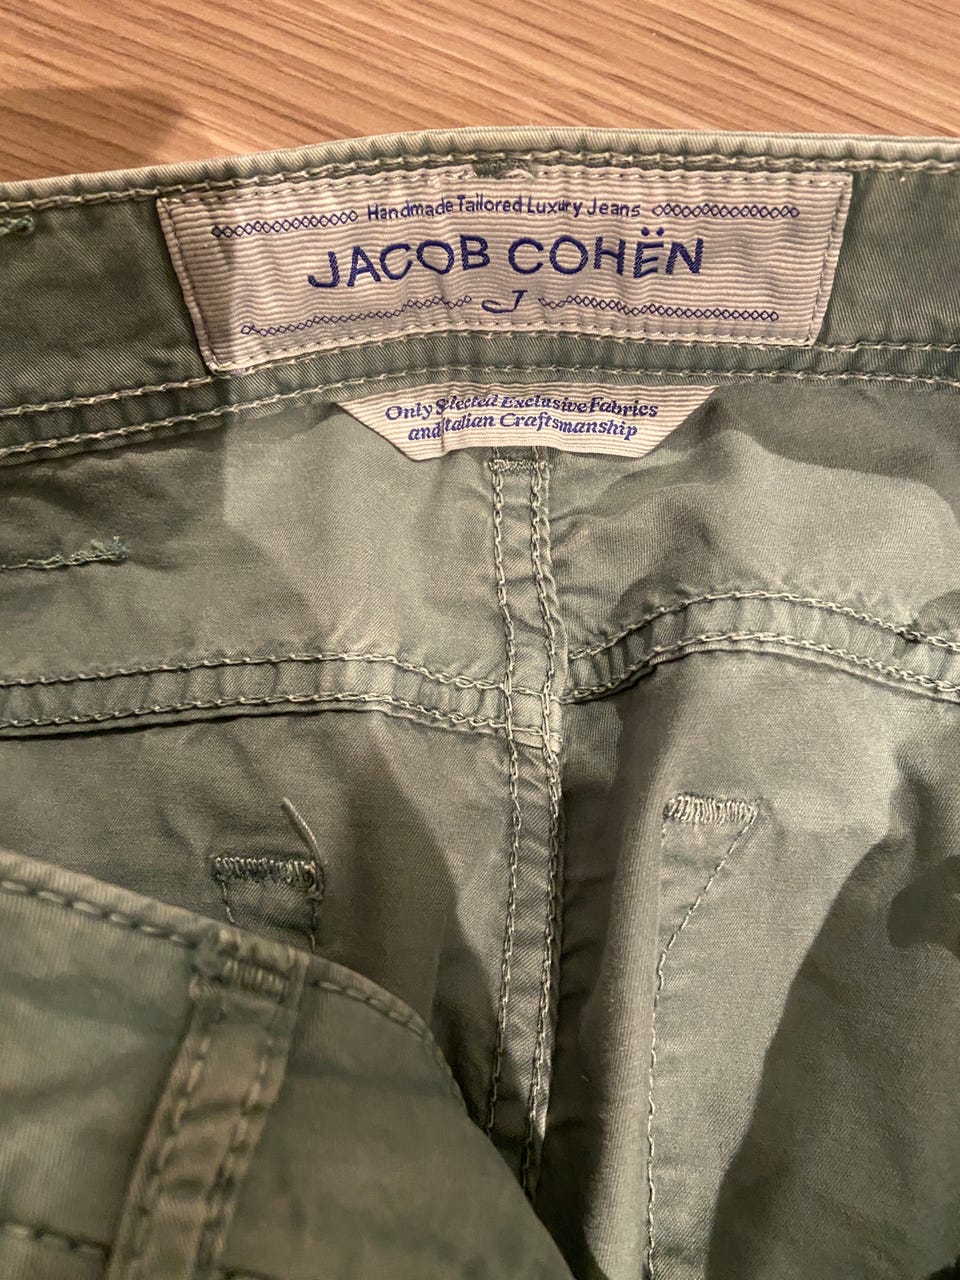 Handmade Tailored Luxury Jeans
JACOB COHËN
J
Only Selected Exclusive Fabrics
and Italian Craftsmanship